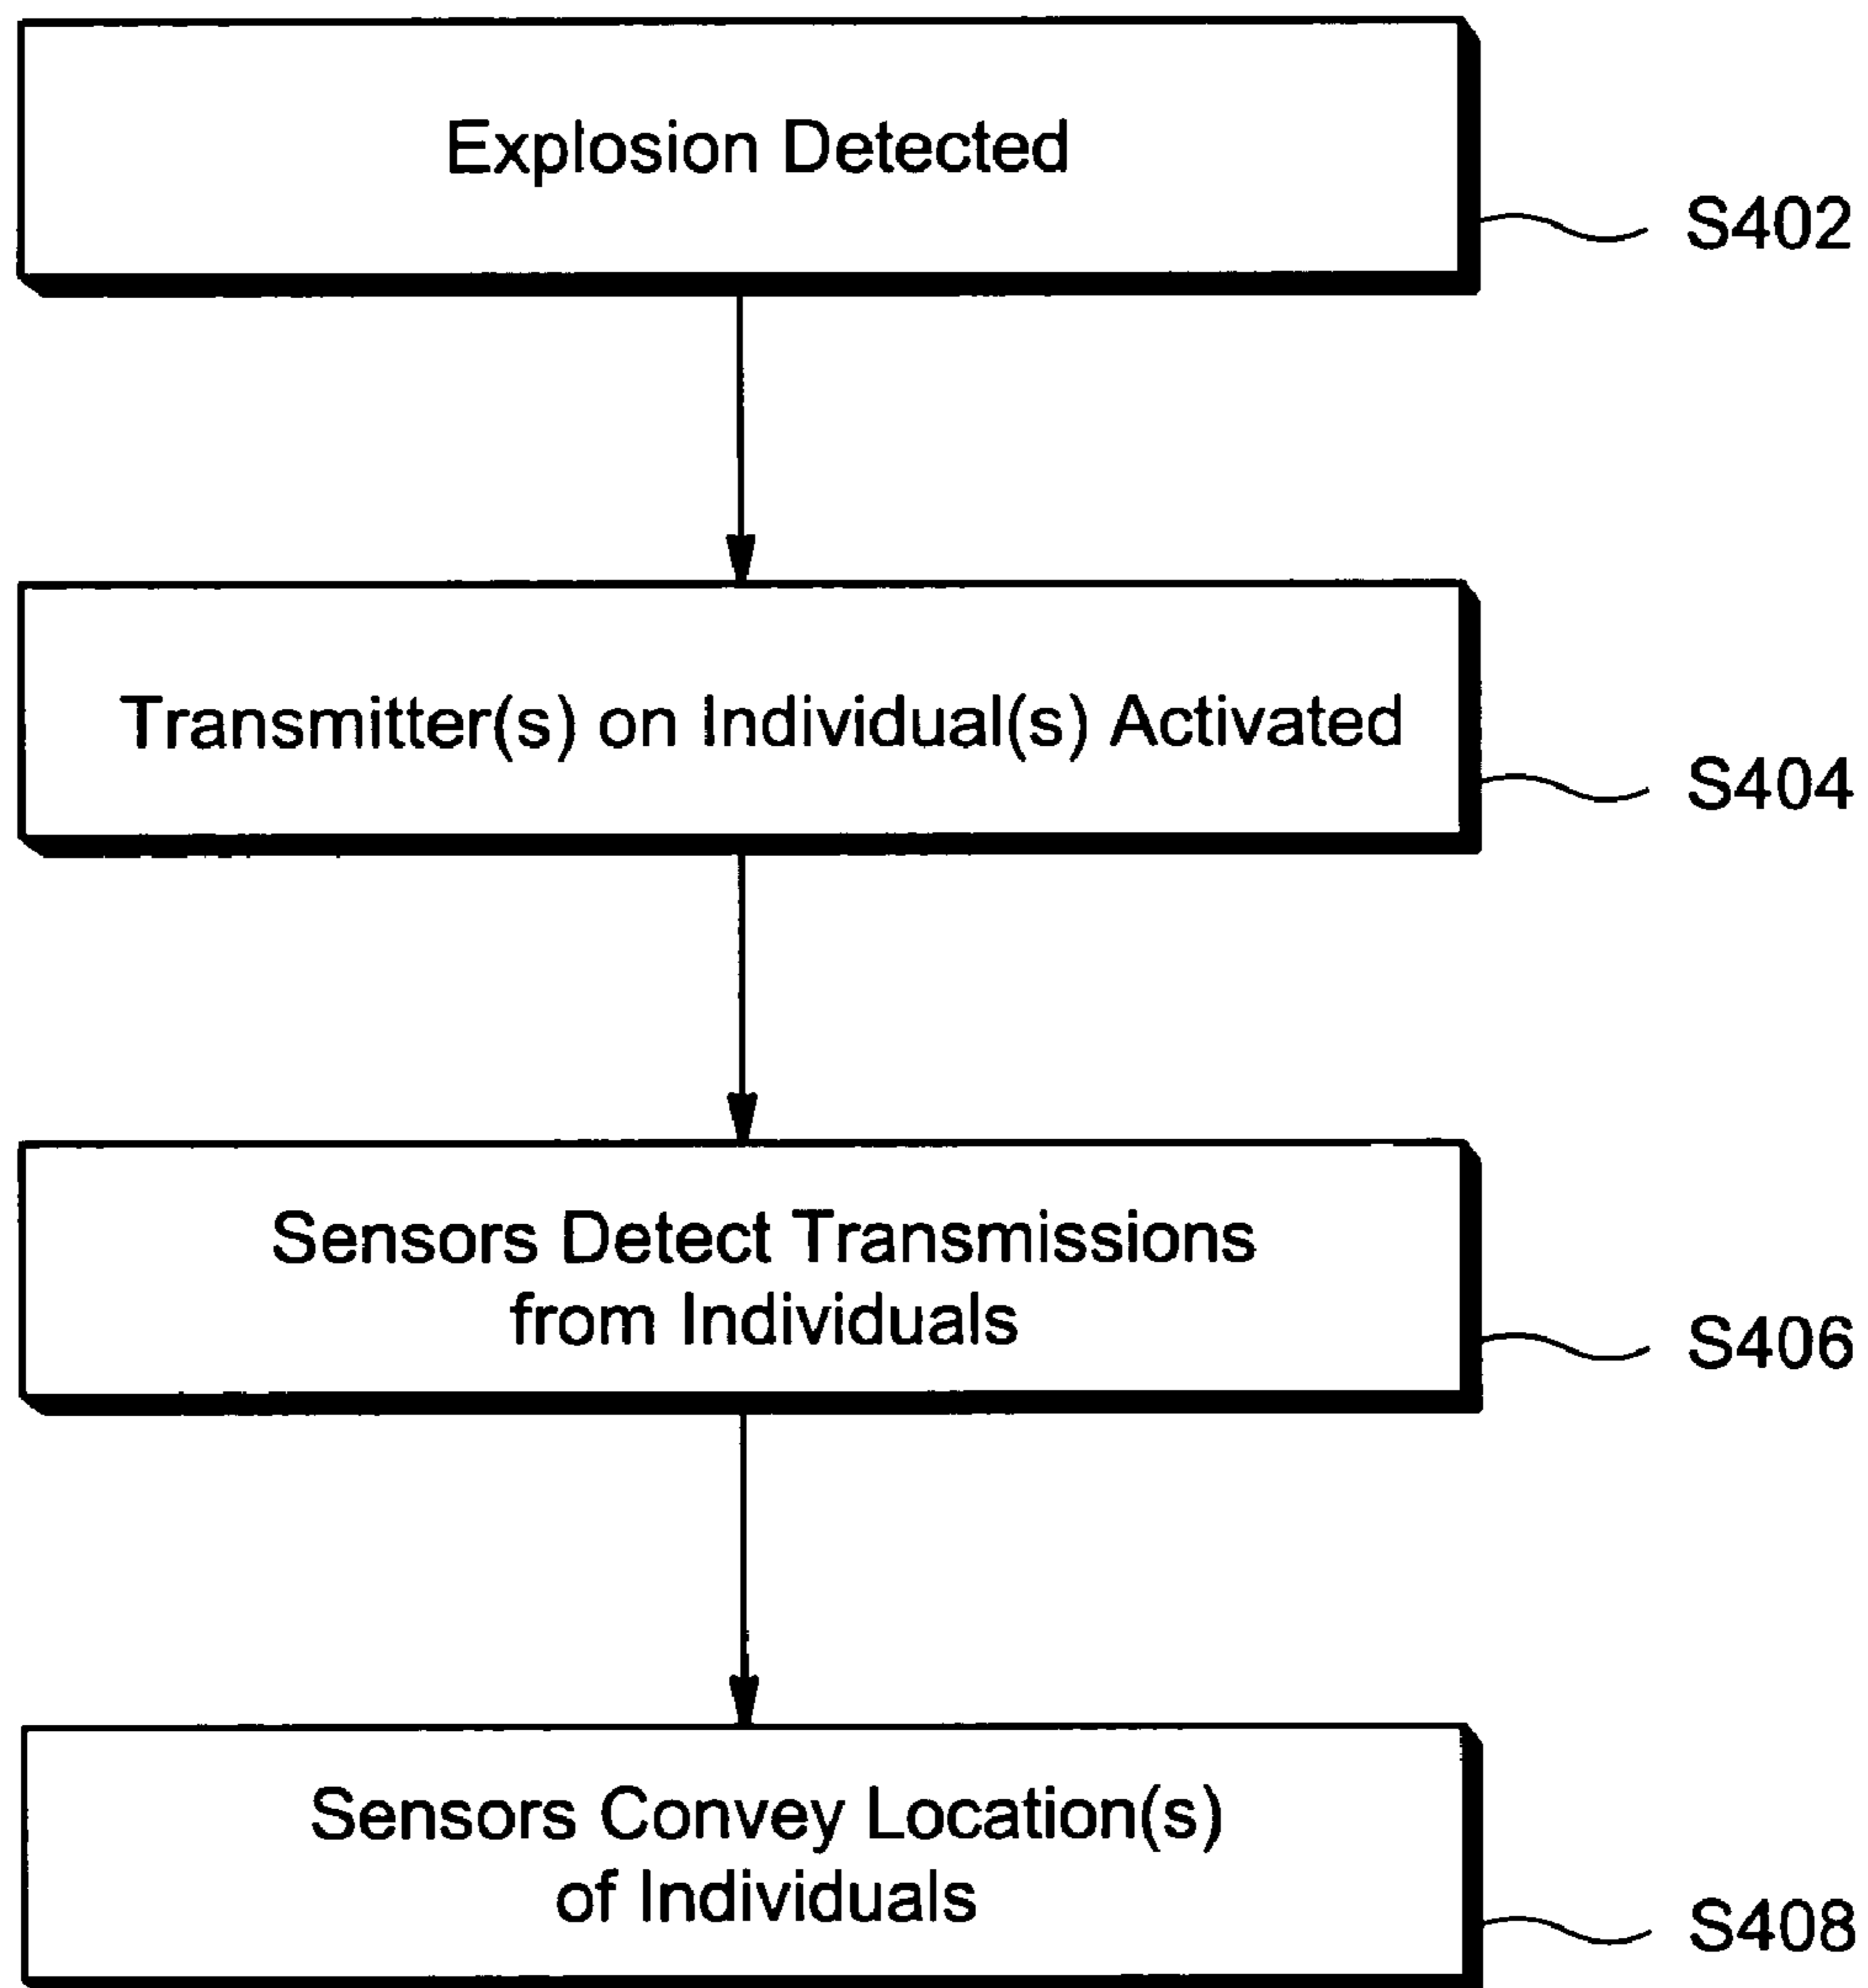 Explosion Detected
S402
Transmitter(s) on Individual(s) Activated
S404
Sensors Detect Transmissions
from Individuals
S406
Sensors Convey Location(s)
of Individuals
S408